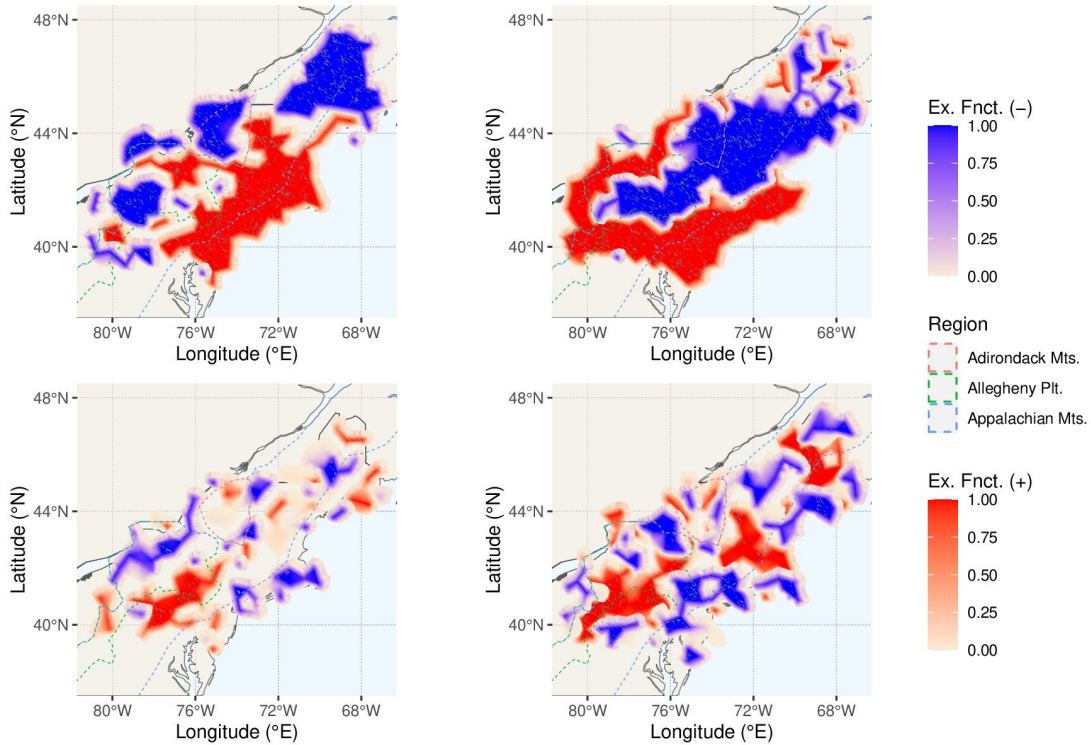 48°N
44°N
40°N
Latitude (°N)
80°W 76°W 72°W 68°W
Longitude (°E)
48°N
44°N
40°N
Latitude (°N)
80°W 76°W 72°W 68°W
Longitude (°E)
48°N
44°N
40°N
Latitude (°N)
80°W 76°W 72°W 68°W
Longitude (°E)
48°N
44°N
40°N
Latitude (°N)
80°W 76°W 72°W 68°W
Longitude (°E)
Ex. Fnct. (−)
1.00
0.75
0.50
0.25
0.00
Region
Adirondack Mts.
Allegheny Plt.
Appalachian Mts.
Ex. Fnct. (+)
1.00
0.75
0.50
0.25
0.00